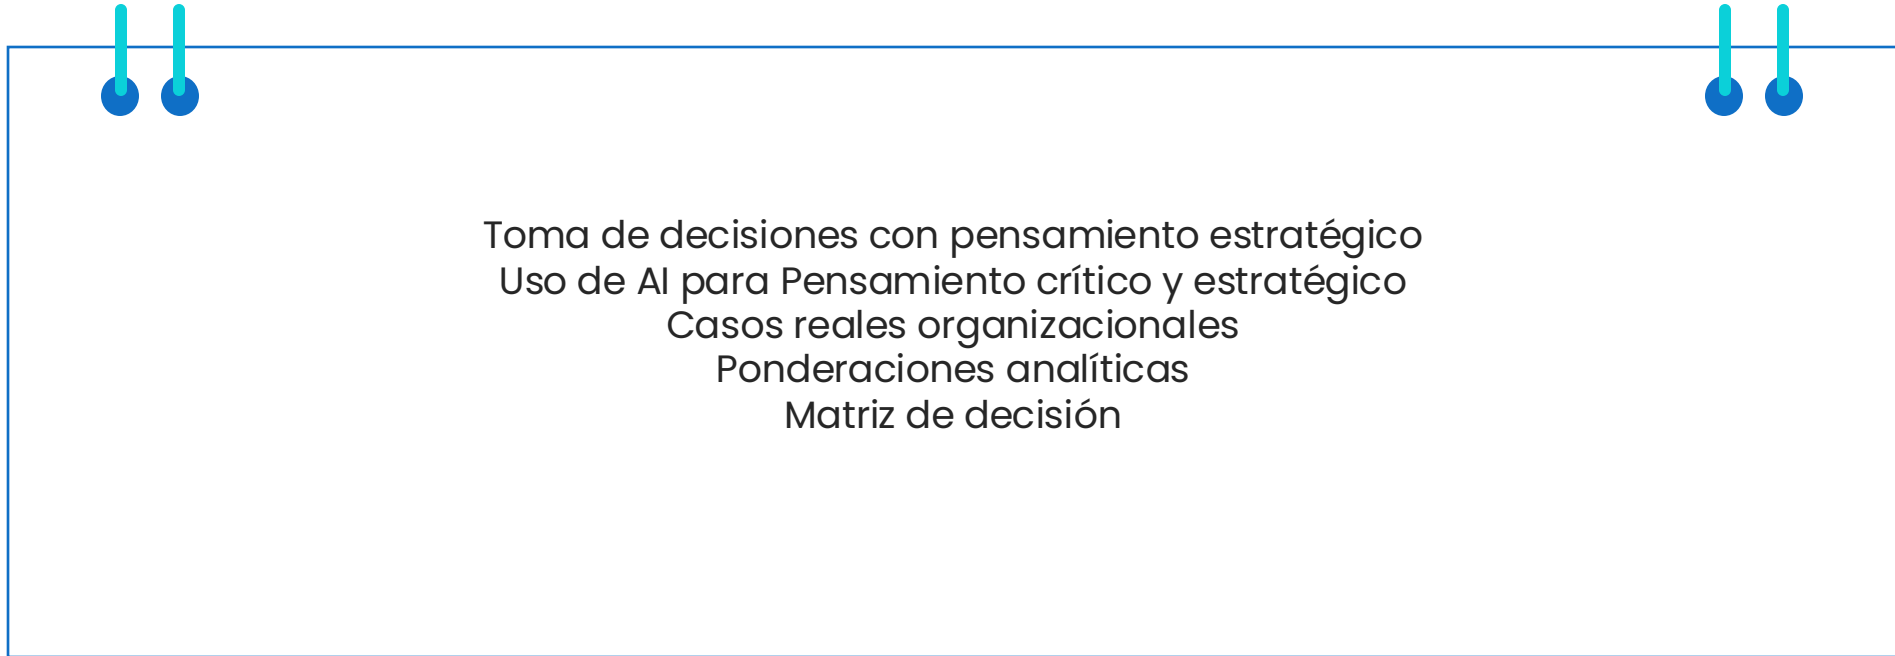 Toma de decisiones con pensamiento estratégico
Uso de AI para Pensamiento crítico y estratégico
Casos reales organizacionales
Ponderaciones analíticas
Matriz de decisión